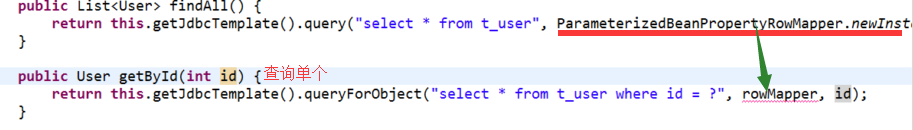 public List<User> findAll() {
return this.getJdbcTemplate().query("select * from t_user", ParameterizedBeanPropertyRowMapper.newInst
}
public User getById(int id) {查询单个
return this.getJdbcTemplate().queryForObject("select * from t_user where id = ?", rowMapper, id);
}